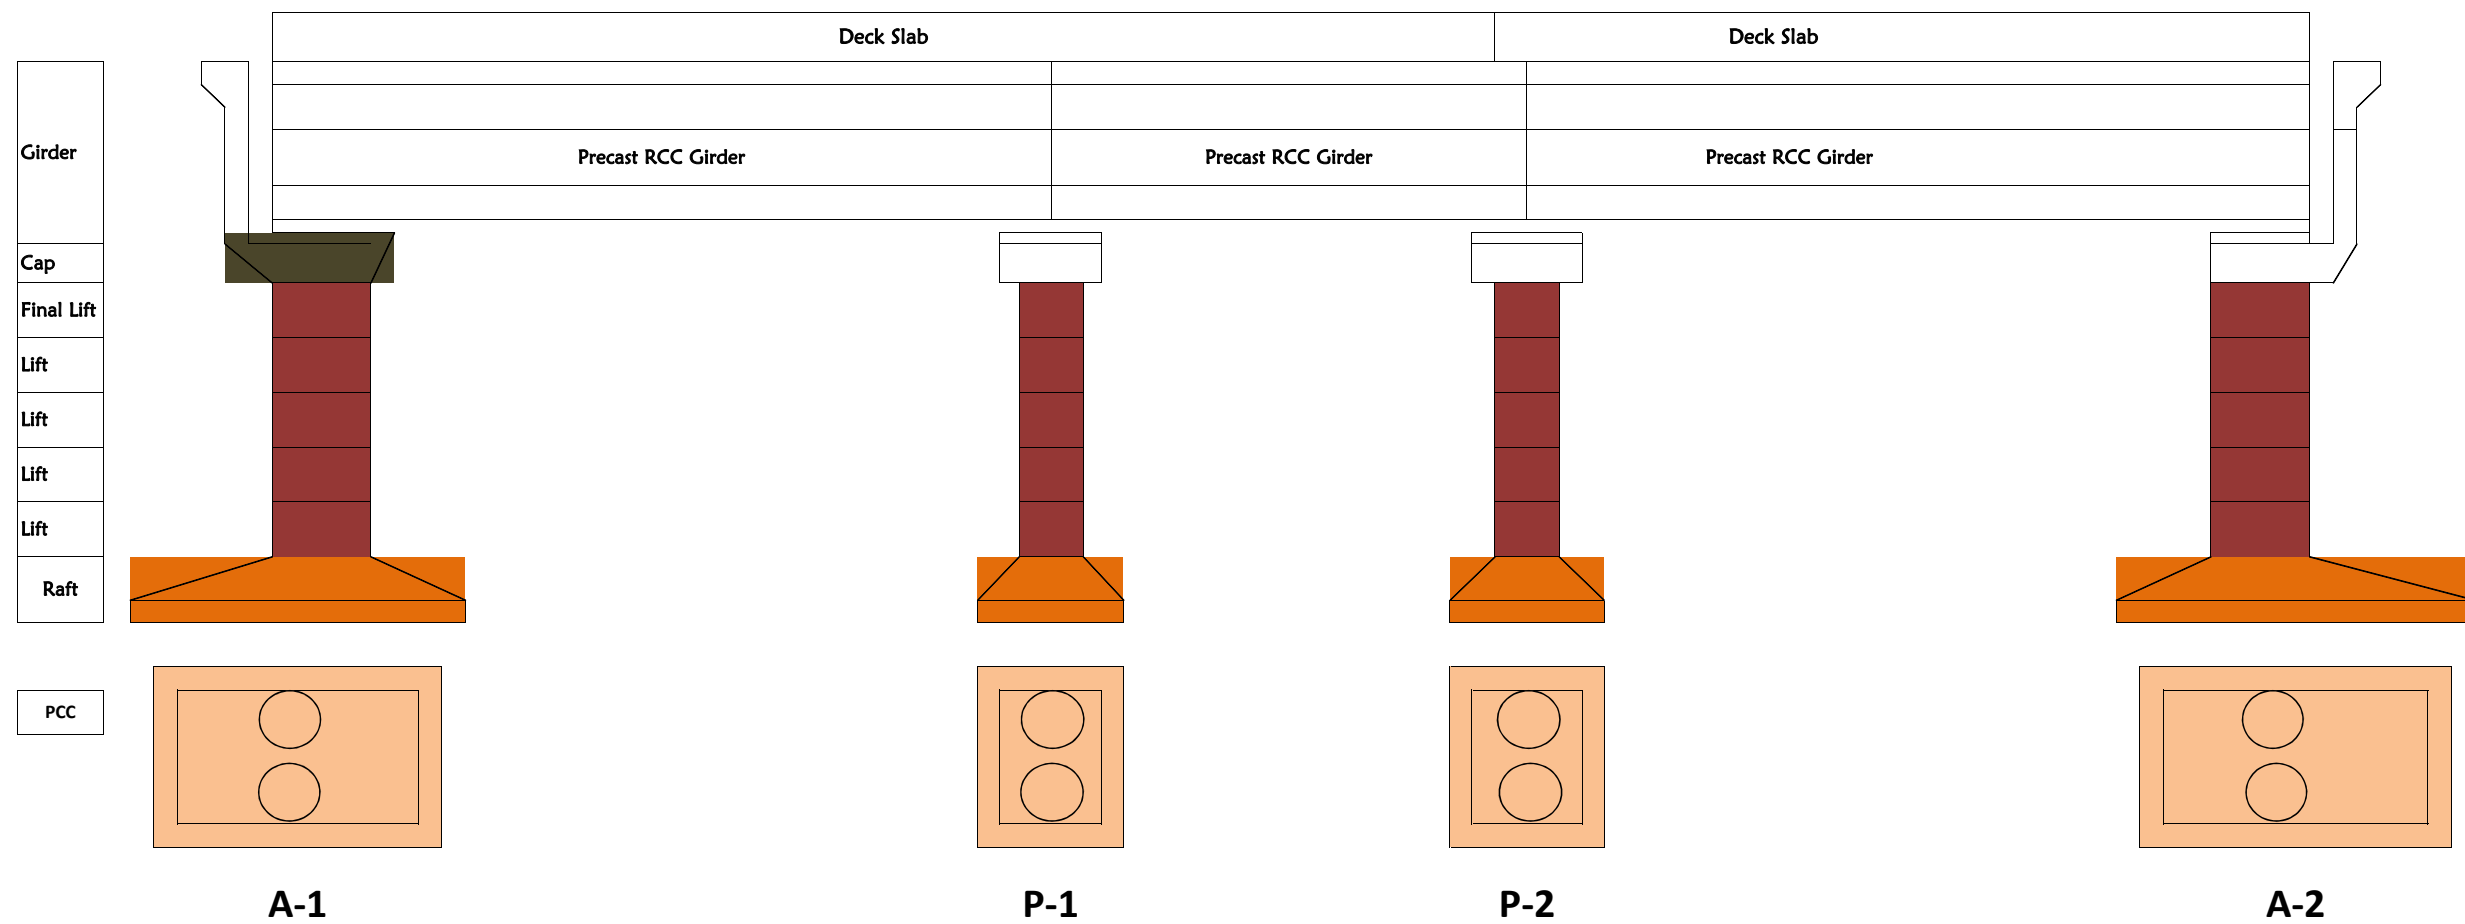 Deck Slab
Deck Slab
Girder
Precast RCC Girder
Precast RCC Girder
Precast RCC Girder
Cap
Final Lift
Lift
Lift
Lift
Lift
Raft
PCC
A-1
P-1
P-2
A-2